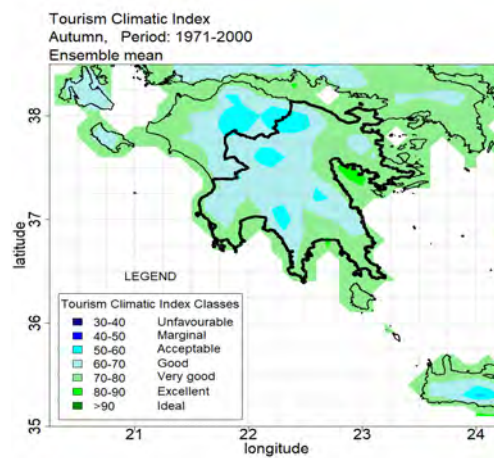 Tourism Climatic Index
Autumn, Period: 1971-2000
Ensemble mean
38
37
36
35
latitude
LEGEND
Tourism Climatic Index Classes
30-40 Unfavourable
40-50 Marginal
50-60 Acceptable
60-70 Good
70-80 Very good
80-90 Excellent
>90 Ideal
21 22 23 24
longitude